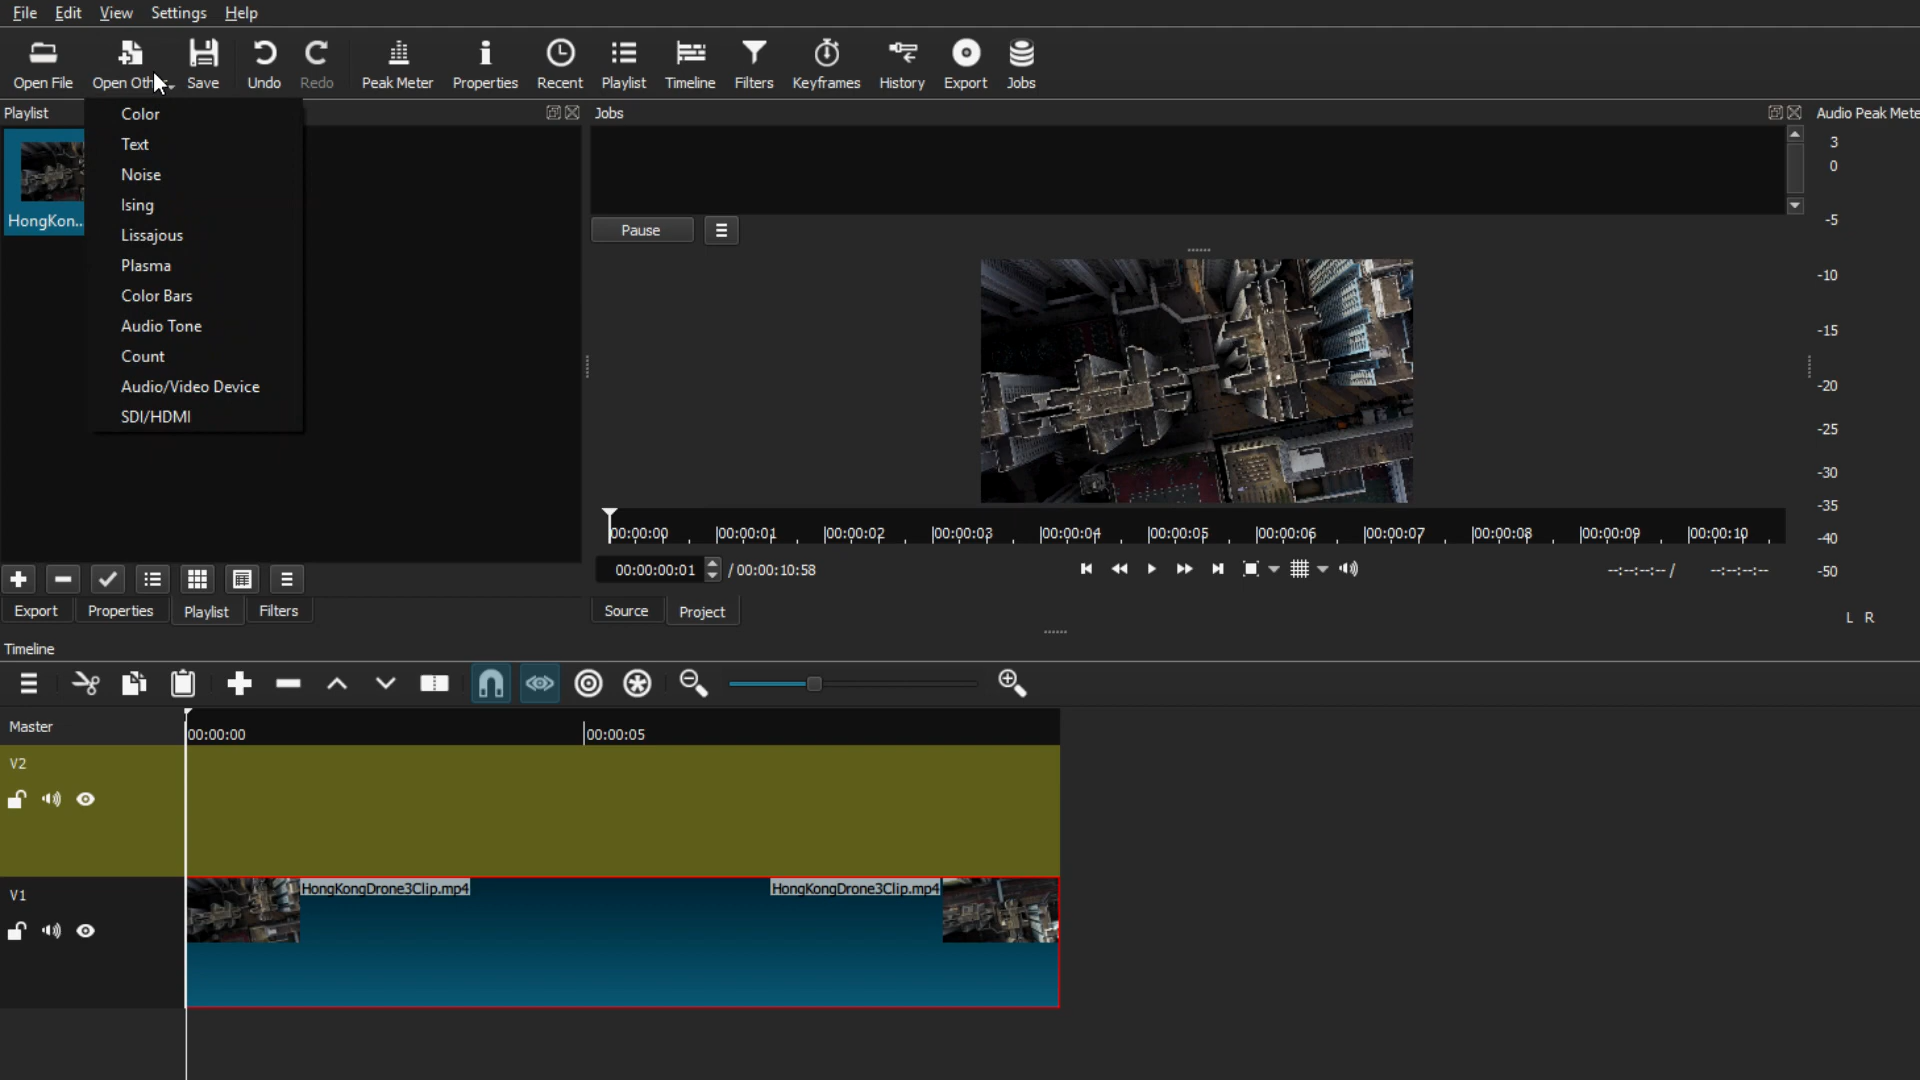 File Edit View Settings Help
Open File Open Oth Save Undo Redo Peak Meter Properties Recent Playlist Timeline Filters Keyframes History Export Jobs
Playlist
Color
Text
Noise
Ising
Lissajous
Plasma
Color Bars
Audio Tone
Count
Audio/Video Device
SDI/HDMI
HongKon...
Jobs
Pause
Audio Peak Mete
3
0
-5
-10
-15
-20
-25
-30
-35
-40
-50
L R
00:00:00 00:00:01 00:00:02 00:00:03 00:00:04 00:00:05 00:00:06 00:00:07 00:00:08 00:00:09 00:00:10
00:00:00:01 / 00:00:10:58 --:--:--:-- / --:--:--:--
Export Properties Playlist Filters
Source Project
Timeline
Master
00:00:00 00:00:05
V2
V1
HongKongDrone3Clip.mp4 HongKongDrone3Clip.mp4